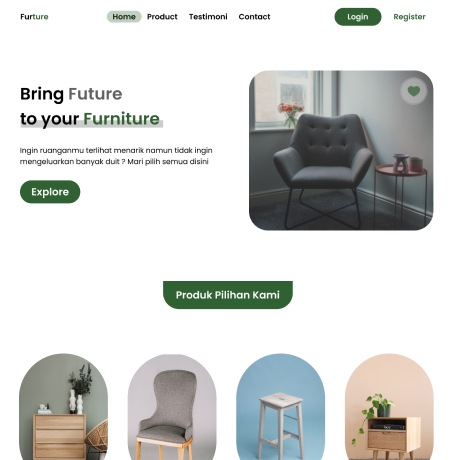 Furture
Home Product Testimoni Contact
Login Register
Bring Future
to your Furniture
Ingin ruanganmu terlihat menarik namun tidak ingin
mengeluarkan banyak duit ? Mari pilih semua disini
Explore
Produk Pilihan Kami